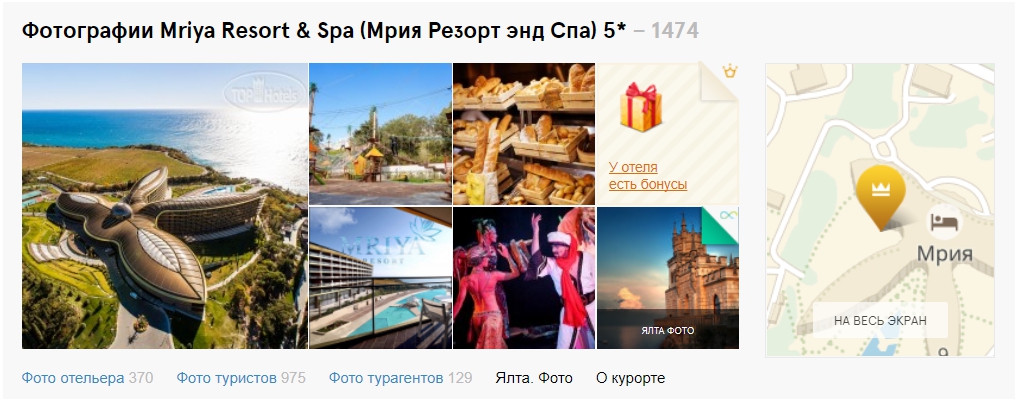 Фотографии Mriya Resort & Spa (Мрия Резорт энд Спа) 5* – 1474
TOP Hotels
У отеля
есть бонусы
MRIYA
RESORT
ЯЛТА ФОТО
Мрия
НА ВЕСЬ ЭКРАН
9
Фото отельера 370 Фото туристов 975 Фото турагентов 129 Ялта. Фото О курорте